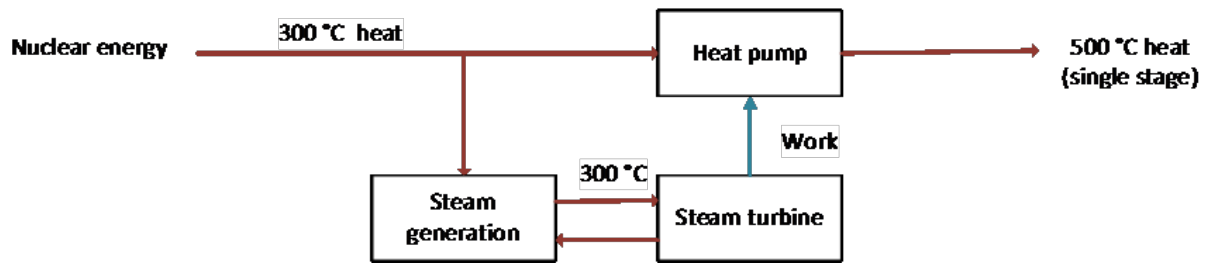 Nuclear energy
300 °C heat
Heat pump
500 °C heat
(single stage)
Work
300 °C
Steam
generation
Steam turbine